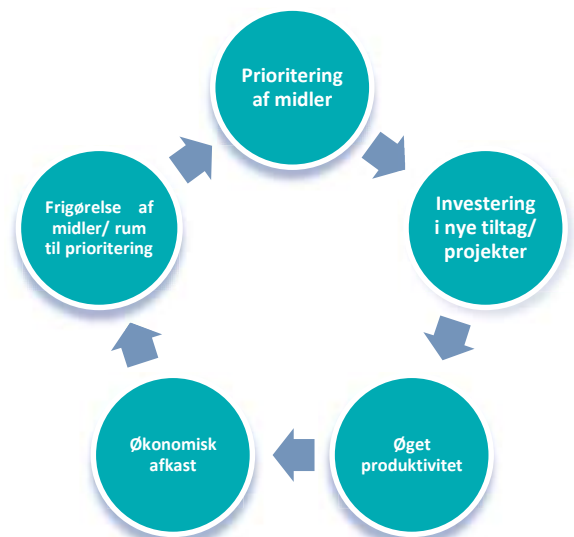 Prioritering
af midler
Investering
i nye tiltag/
projekter
Øget
produktivitet
Økonomisk
afkast
Frigørelse af
midler/ rum
til prioritering